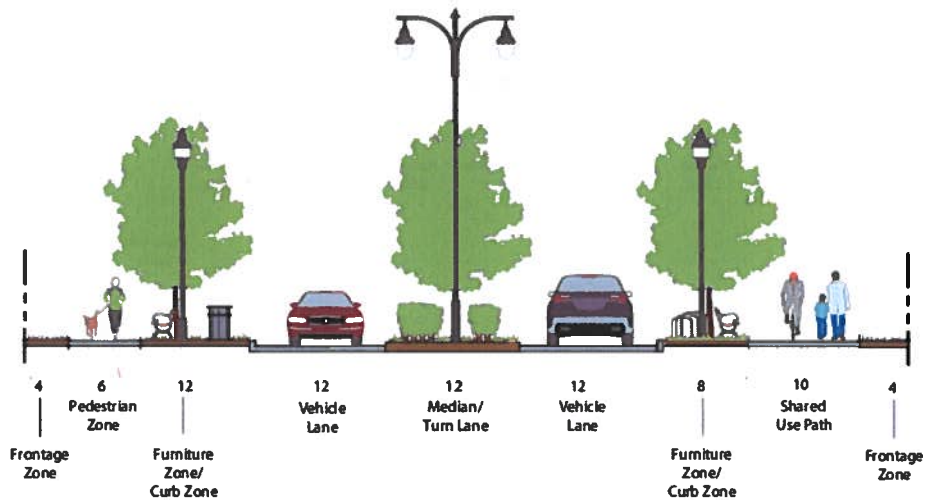 4 6 12 12 12 12 8 10 4
Pedestrian
Zone
Vehicle
Lane
Median/
Turn Lane
Vehicle
Lane
Shared
Use Path
Frontage
Zone
Furniture
Zone/
Curb Zone
Furniture
Zone/
Curb Zone
Frontage
Zone